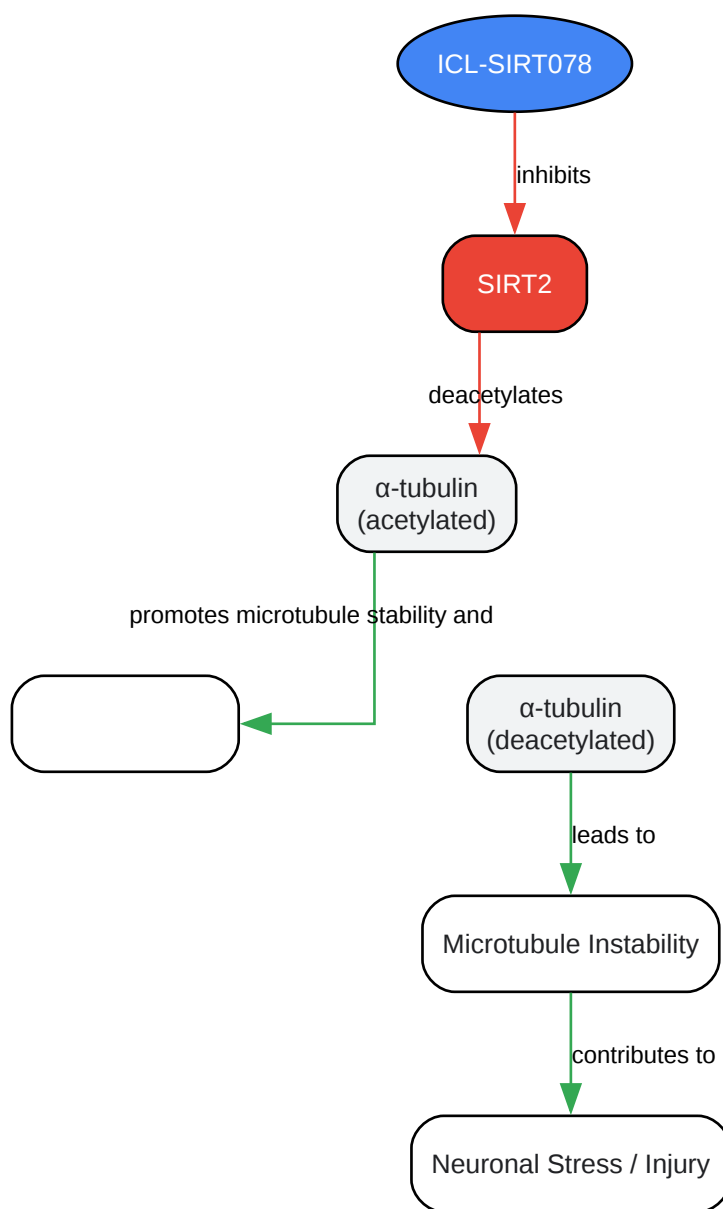 ICL-SIRT078
inhibits
SIRT2
deacetylates
α-tubulin
(acetylated)
promotes microtubule stability and
α-tubulin
(deacetylated)
leads to
Microtubule Instability
contributes to
Neuronal Stress / Injury